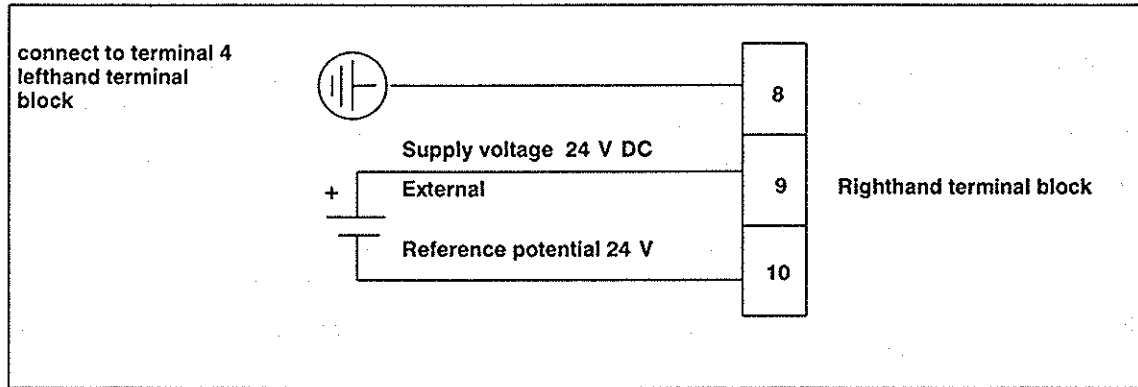 connect to terminal 4
lefthand terminal
block
8
Supply voltage 24 V DC
+
External
9
Righthand terminal block
Reference potential 24 V
10